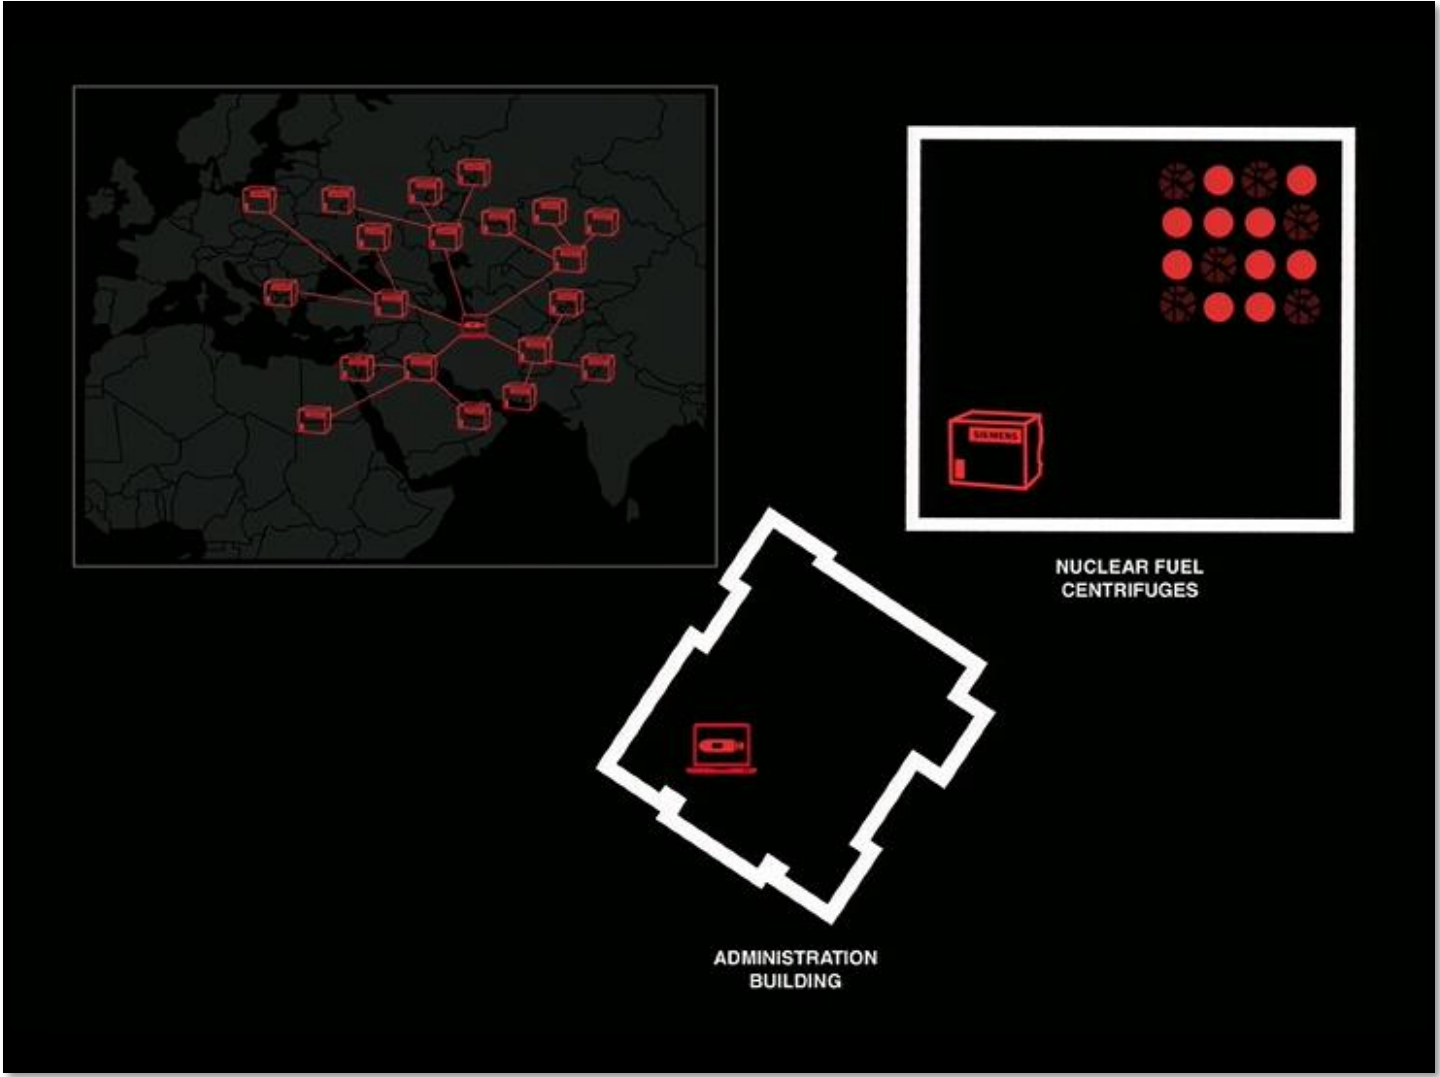 SIEMENS
NUCLEAR FUEL
CENTRIFUGES
ADMINISTRATION
BUILDING